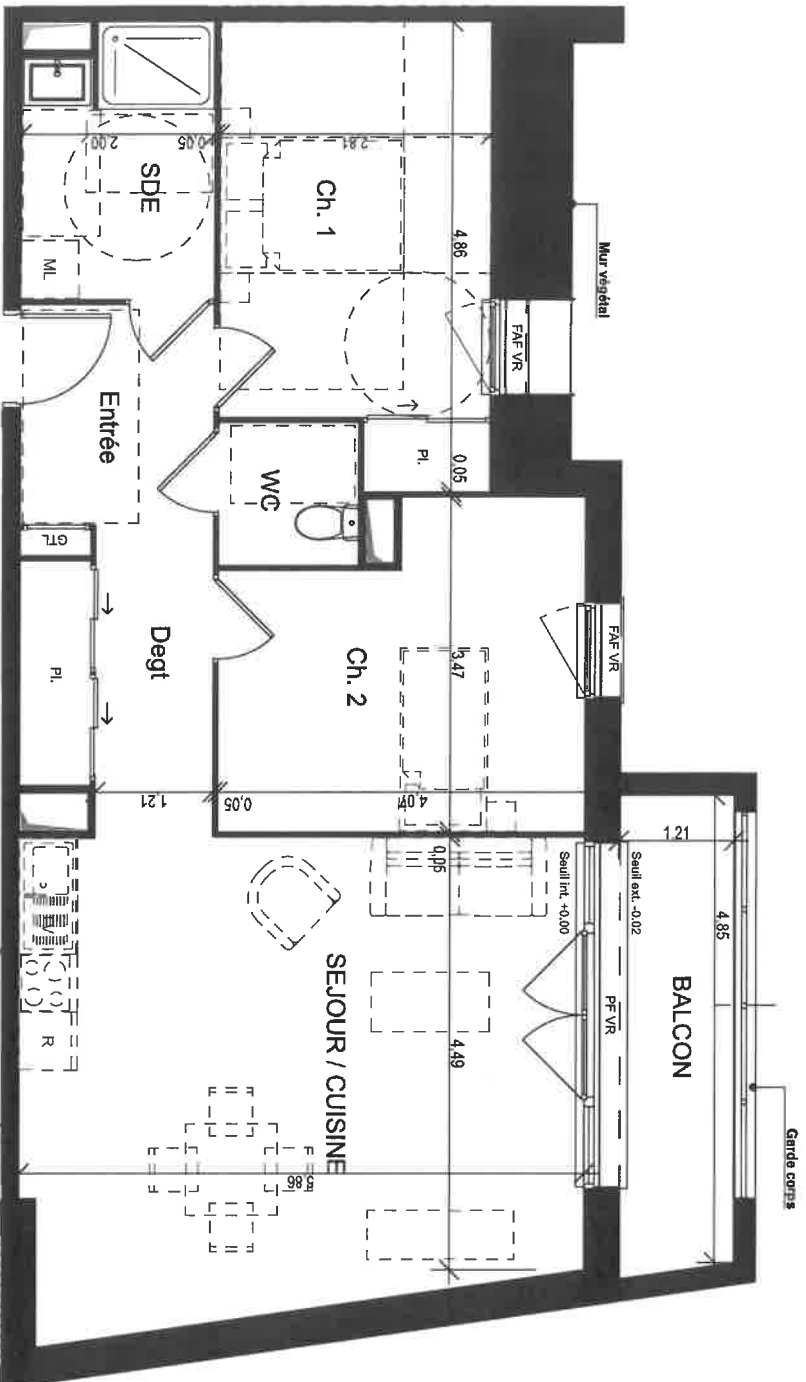 Mur végétal
Garde corps
FAF VR
FAF VR
PF VR
Seuil ext. -0.02
Seuil int. +0.00
BALCON
4,85
1,21
Ch. 1
4,86
2,81
0,05
SDE
2,00
ML
Entrée
WC
Pl.
0,05
GTL
Pl.
Degt
1,21
0,05
Ch. 2
3,47
4,07
0,05
SEJOUR / CUISINE
4,49
5,86
R